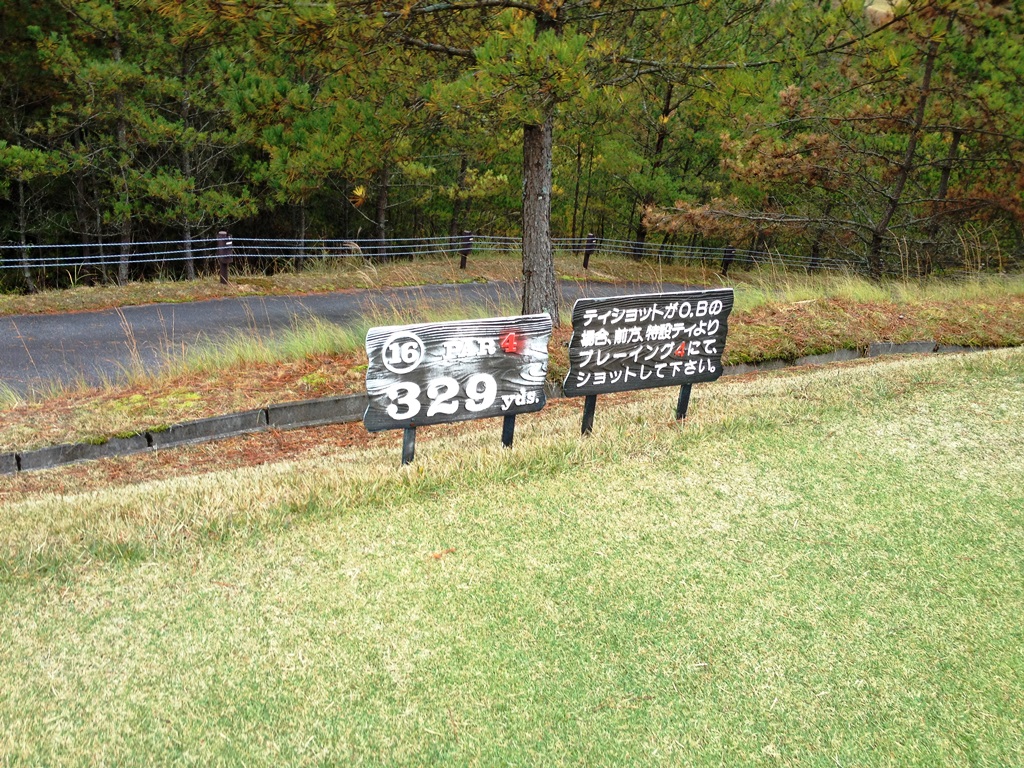 16 PAR 4
329 yds.
ティショットがO.Bの
場合、前方、特設ティより
プレーイング4にて、
ショットして下さい。